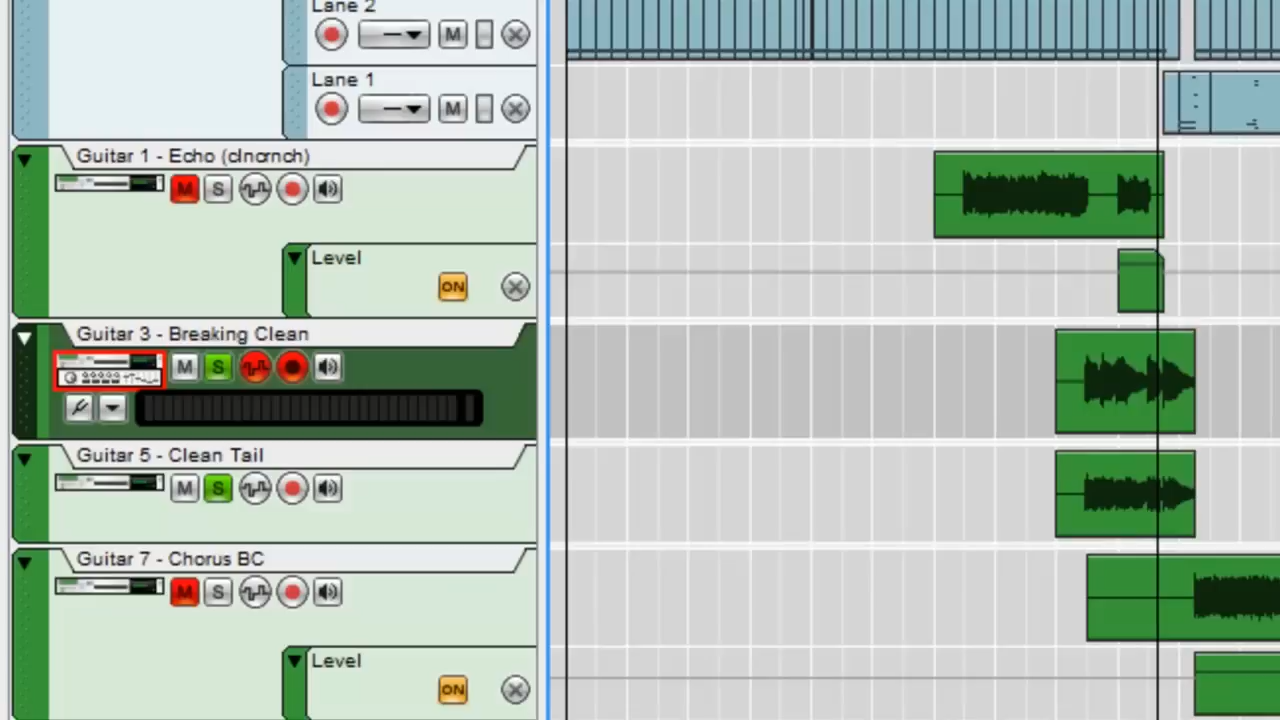 Lane 2
M
Lane 1
M
Guitar 1 - Echo (clncrnch)
M S
Level
ON
Guitar 3 - Breaking Clean
M S
Guitar 5 - Clean Tail
M S
Guitar 7 - Chorus BC
M S
Level
ON